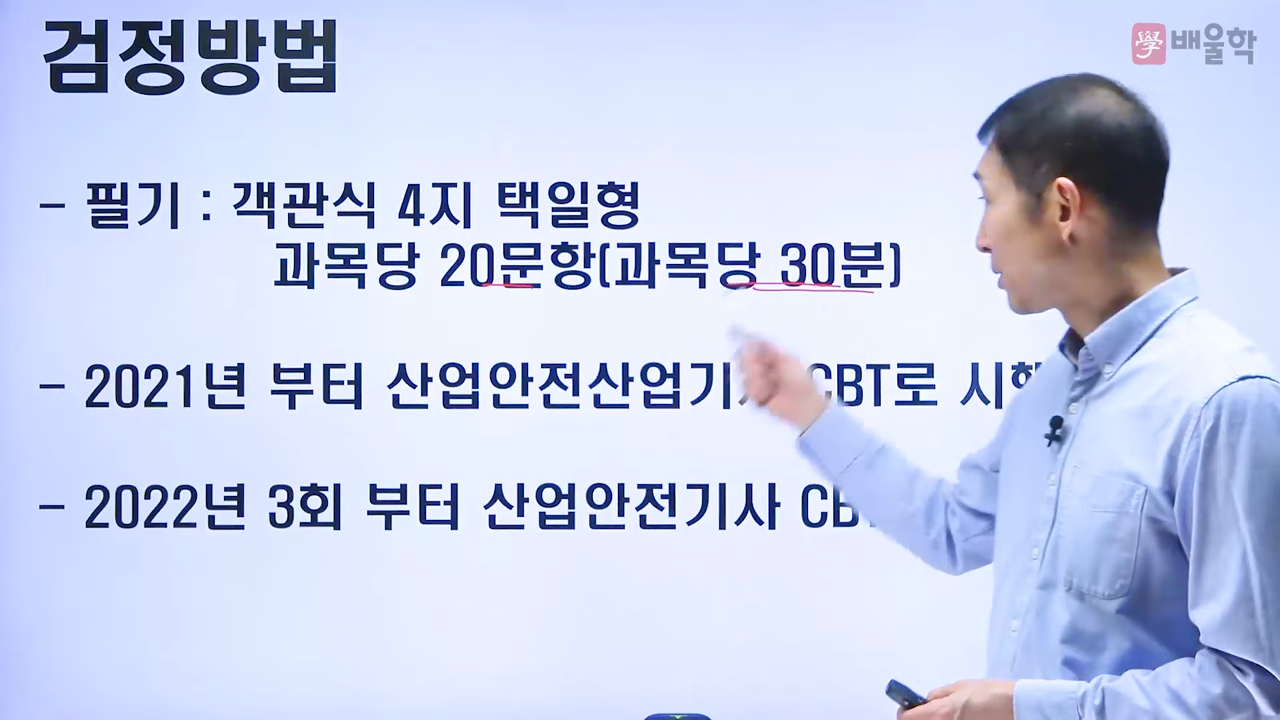 검정방법
學 배울학
- 필기 : 객관식 4지 택일형
과목당 20문항(과목당 30분)
- 2021년 부터 산업안전산업기사 CBT로
- 2022년 3회 부터 산업안전기사